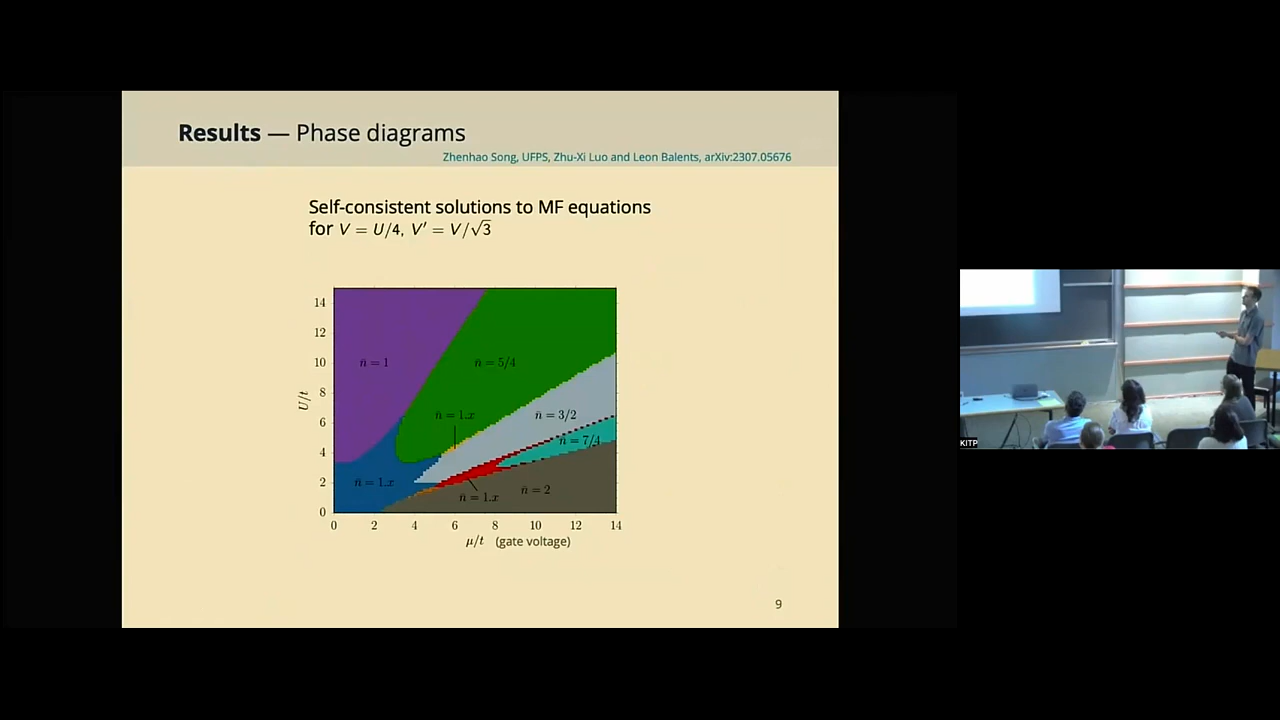 Results — Phase diagrams
Zhenhao Song, UFPS, Zhu-Xi Luo and Leon Balents, arXiv:2307.05676
Self-consistent solutions to MF equations
for V = U/4, V′ = V/√3
14
12
10
8
6
4
2
0
U/t
n̄ = 1
n̄ = 5/4
n̄ = 1.x
n̄ = 3/2
n̄ = 7/4
n̄ = 1.x
n̄ = 2
n̄ = 1.x
0 2 4 6 8 10 12 14
μ/t (gate voltage)
9
KITP